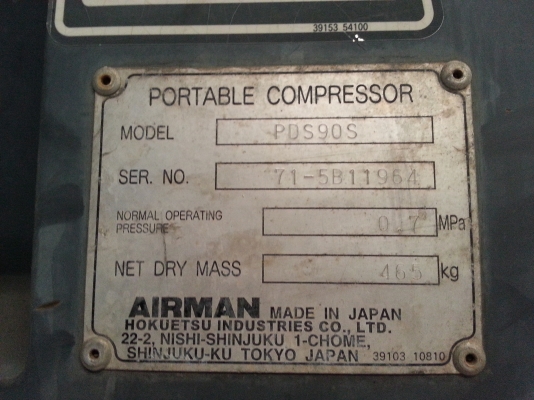 39153 54100
PORTABLE COMPRESSOR
MODEL PDS90S
SER. NO. 71-5B11964
NORMAL OPERATING
PRESSURE 0.7 MPa
NET DRY MASS 465 kg
AIRMAN MADE IN JAPAN
HOKUETSU INDUSTRIES CO., LTD.
22-2, NISHI-SHINJUKU 1-CHOME,
SHINJUKU-KU TOKYO JAPAN 39103 10810